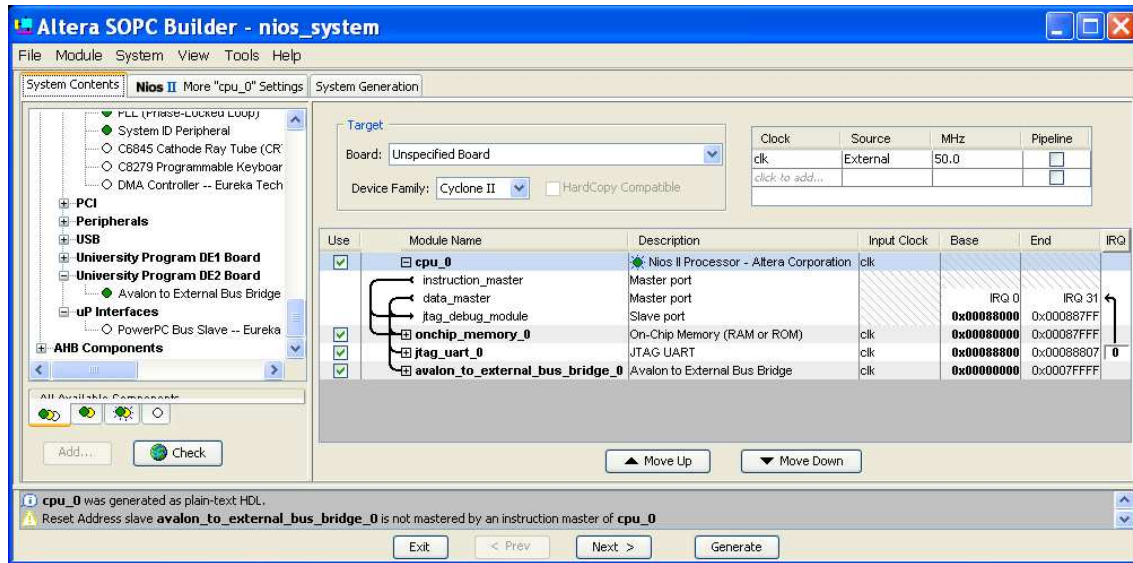 Altera SOPC Builder - nios_system
File Module System View Tools Help
System Contents Nios II More "cpu_0" Settings System Generation
PLL (Phase-Locked Loop)
System ID Peripheral
C6845 Cathode Ray Tube (CR
C8279 Programmable Keyboar
DMA Controller -- Eureka Tech
PCI
Peripherals
USB
University Program DE1 Board
University Program DE2 Board
Avalon to External Bus Bridge
uP Interfaces
PowerPC Bus Slave -- Eureka
AHB Components
All Available Components
Add... Check
Target
Board: Unspecified Board
Device Family: Cyclone II HardCopy Compatible
Clock Source MHz Pipeline
clk External 50.0
click to add...
Use Module Name Description Input Clock Base End IRQ
cpu_0 Nios II Processor - Altera Corporation clk
instruction_master Master port
data_master Master port IRQ 0 IRQ 31
jtag_debug_module Slave port 0x00088000 0x000887FF
onchip_memory_0 On-Chip Memory (RAM or ROM) clk 0x00080000 0x00087FFF
jtag_uart_0 JTAG UART clk 0x00088800 0x00088807 0
avalon_to_external_bus_bridge_0 Avalon to External Bus Bridge clk 0x00000000 0x0007FFFF
Move Up Move Down
cpu_0 was generated as plain-text HDL.
Reset Address slave avalon_to_external_bus_bridge_0 is not mastered by an instruction master of cpu_0
Exit < Prev Next > Generate